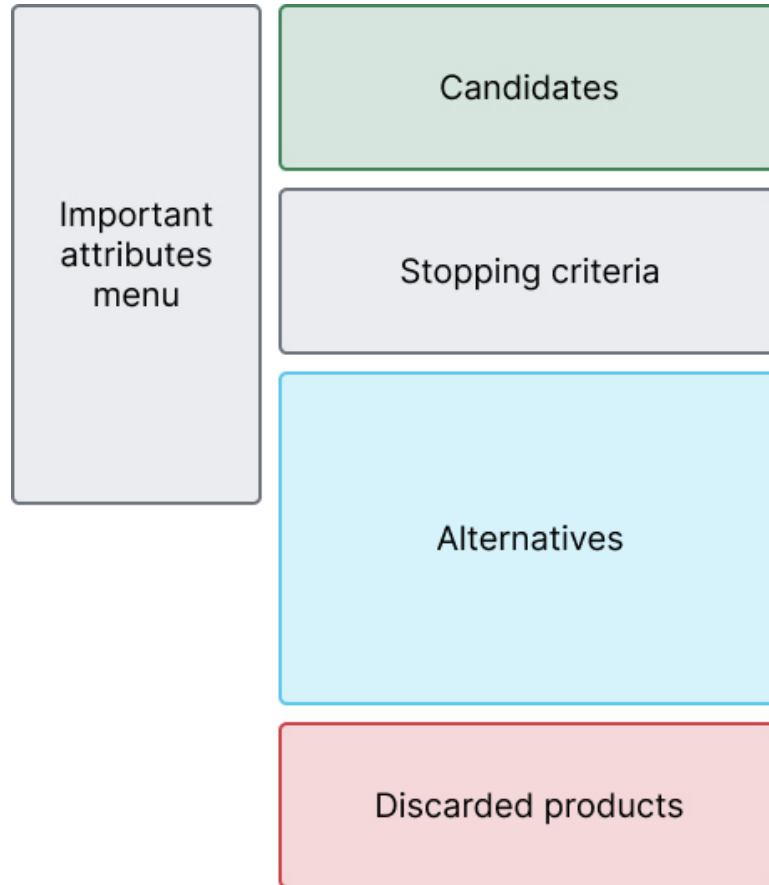 Important
attributes
menu
Candidates
Stopping criteria
Alternatives
Discarded products